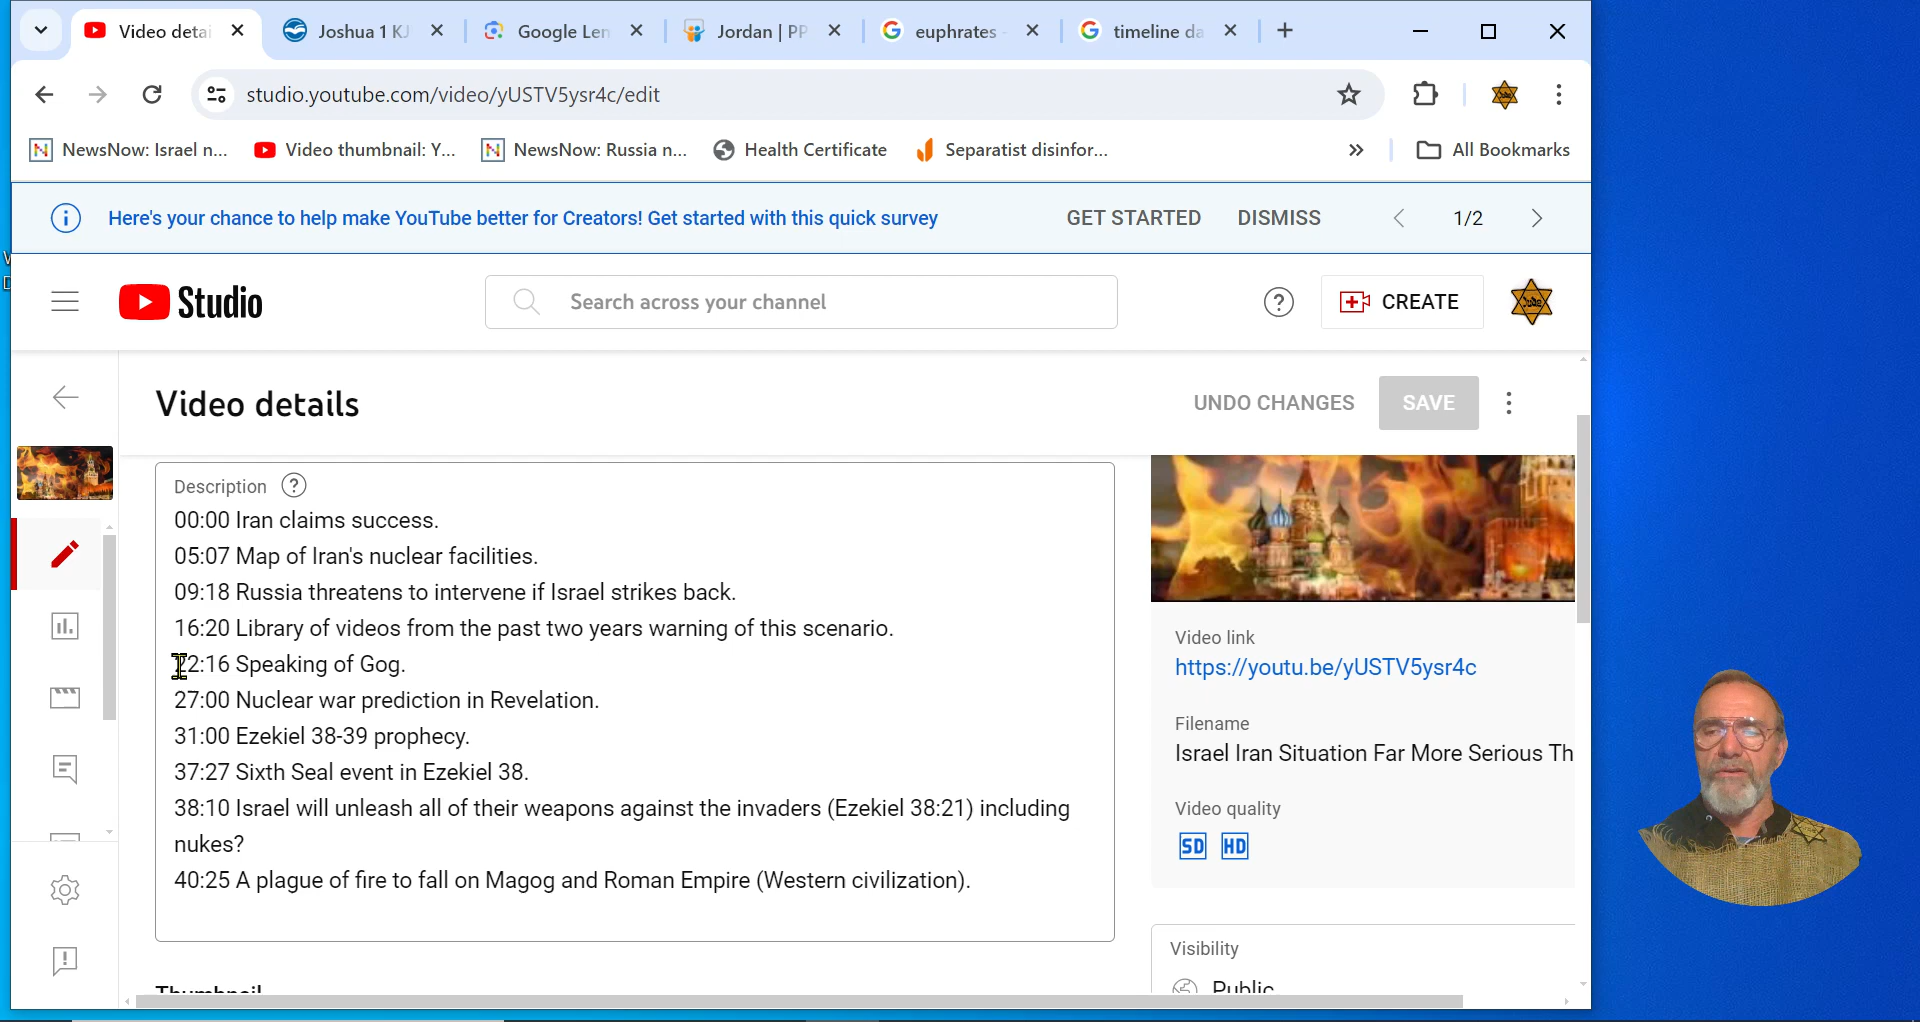 Video detai
Joshua 1 KJ
Google Len
Jordan | PP
euphrates -
timeline da
studio.youtube.com/video/yUSTV5ysr4c/edit
NewsNow: Israel n...
Video thumbnail: Y...
NewsNow: Russia n...
Health Certificate
Separatist disinfor...
»
All Bookmarks
Here's your chance to help make YouTube better for Creators! Get started with this quick survey
GET STARTED
DISMISS
1/2
Studio
Search across your channel
CREATE
Jude
Video details
UNDO CHANGES
SAVE
Description
00:00 Iran claims success.
05:07 Map of Iran's nuclear facilities.
09:18 Russia threatens to intervene if Israel strikes back.
16:20 Library of videos from the past two years warning of this scenario.
22:16 Speaking of Gog.
27:00 Nuclear war prediction in Revelation.
31:00 Ezekiel 38-39 prophecy.
37:27 Sixth Seal event in Ezekiel 38.
38:10 Israel will unleash all of their weapons against the invaders (Ezekiel 38:21) including
nukes?
40:25 A plague of fire to fall on Magog and Roman Empire (Western civilization).
Thumbnail
Video link
https://youtu.be/yUSTV5ysr4c
Filename
Israel Iran Situation Far More Serious Th
Video quality
SD HD
Visibility
Public